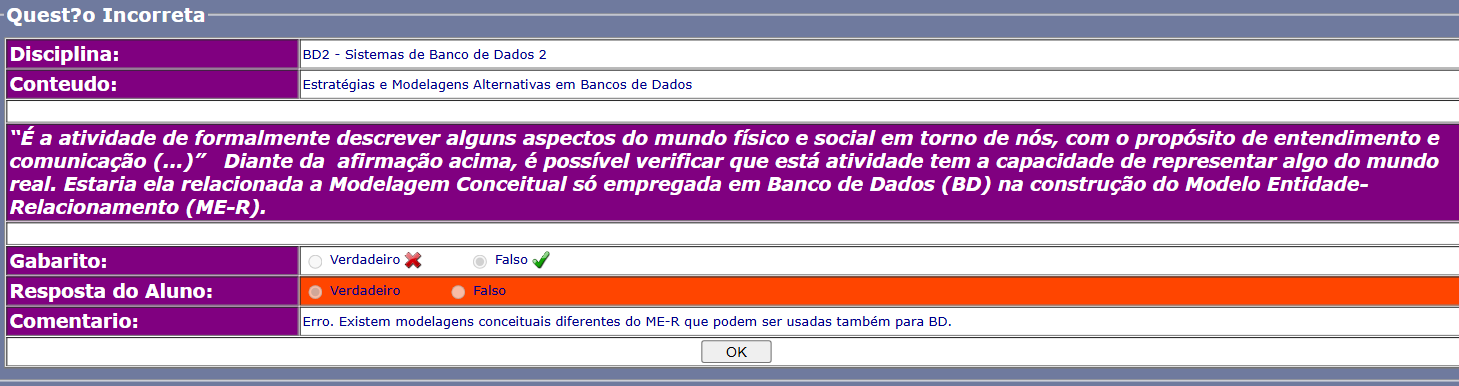 Quest?o Incorreta
Disciplina: BD2 - Sistemas de Banco de Dados 2
Conteudo: Estratégias e Modelagens Alternativas em Bancos de Dados
"É a atividade de formalmente descrever alguns aspectos do mundo físico e social em torno de nós, com o propósito de entendimento e
comunicação (...)" Diante da afirmação acima, é possível verificar que está atividade tem a capacidade de representar algo do mundo
real. Estaria ela relacionada a Modelagem Conceitual só empregada em Banco de Dados (BD) na construção do Modelo Entidade-
Relacionamento (ME-R).
Gabarito: Verdadeiro Falso
Resposta do Aluno: Verdadeiro Falso
Comentario: Erro. Existem modelagens conceituais diferentes do ME-R que podem ser usadas também para BD.
OK